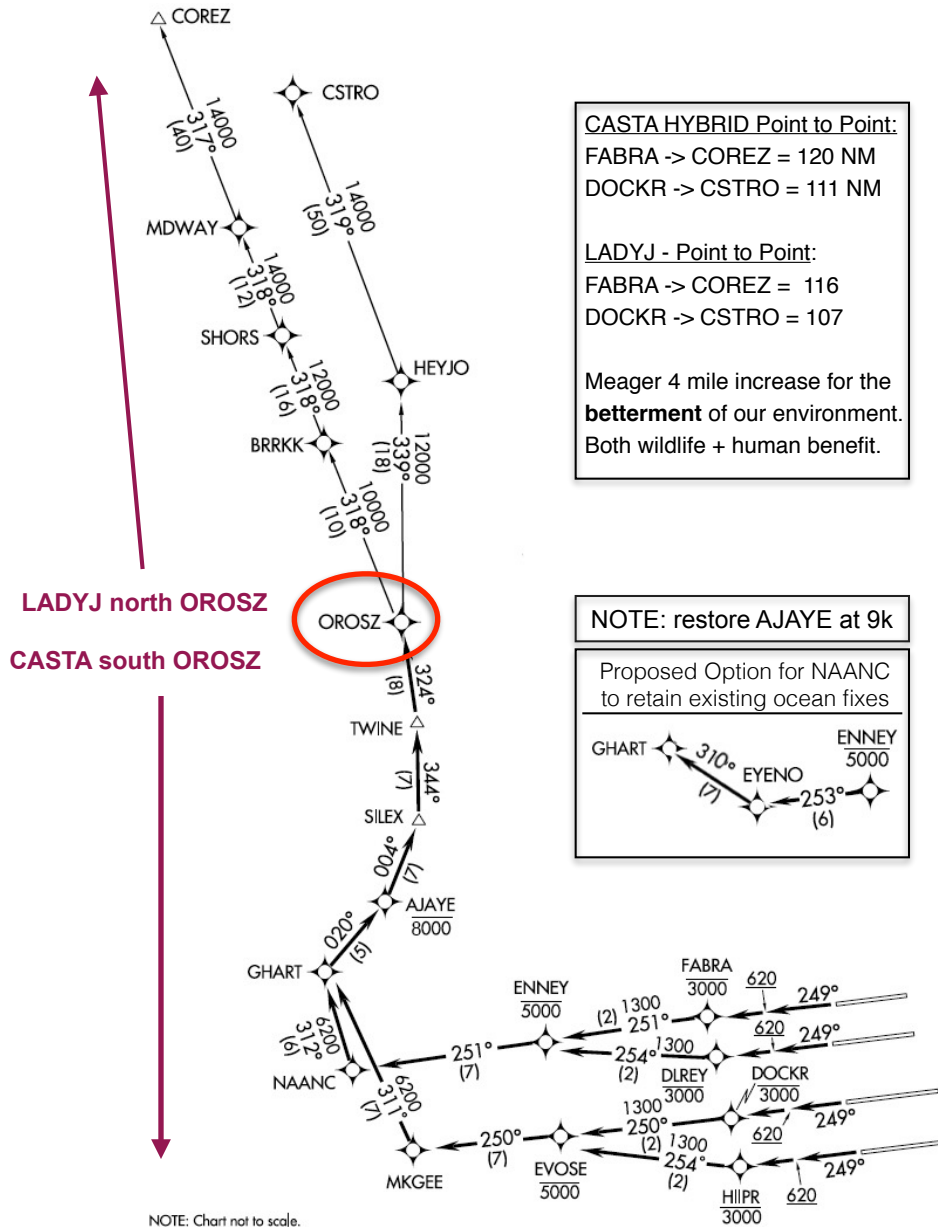 COREZ
CSTRO
14000
317°
(40)
14000
319°
(50)
MDWAY
14000
318°
(12)
SHORS
12000
318°
(16)
HEYJO
BRRKK
12000
339°
(18)
10000
318°
(10)
OROSZ
LADYJ north OROSZ
CASTA south OROSZ
324°
(8)
TWINE
344°
(7)
SILEX
004°
(7)
AJAYE
8000
020°
(5)
GHART
6200
312°
(6)
NAANC
6200
311°
(7)
MKGEE
ENNEY
5000
251°
(7)
(2) 1300
251°
FABRA
3000
620
249°
1300
254°
(2)
DLREY
3000
620
249°
DOCKR
3000
1300
250°
(2)
620
249°
250°
(7)
EVOSE
5000
1300
254°
(2)
HIIPR
3000
620
249°
CASTA HYBRID Point to Point:
FABRA -> COREZ = 120 NM
DOCKR -> CSTRO = 111 NM
LADYJ - Point to Point:
FABRA -> COREZ = 116
DOCKR -> CSTRO = 107
Meager 4 mile increase for the
betterment of our environment.
Both wildlife + human benefit.
NOTE: restore AJAYE at 9k
Proposed Option for NAANC
to retain existing ocean fixes
GHART
310°
(7)
EYENO
253°
(6)
ENNEY
5000
NOTE: Chart not to scale.